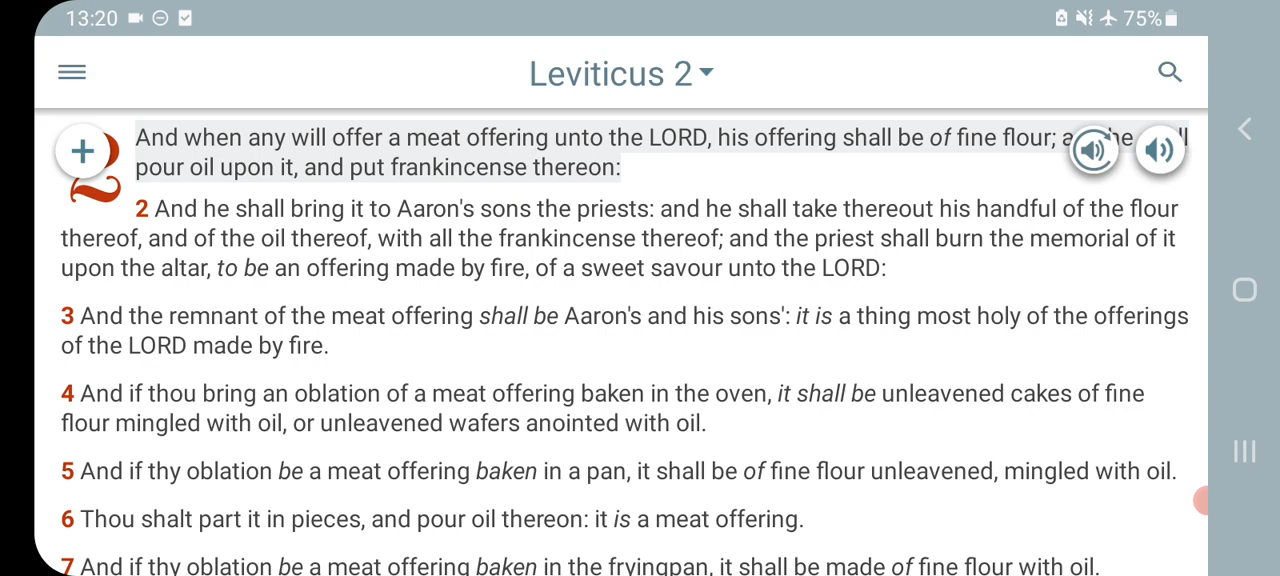 13:20 75%
Leviticus 2
2 And when any will offer a meat offering unto the LORD, his offering shall be of fine flour;
pour oil upon it, and put frankincense thereon:
2 And he shall bring it to Aaron's sons the priests: and he shall take thereout his handful of the flour
thereof, and of the oil thereof, with all the frankincense thereof; and the priest shall burn the memorial of it
upon the altar, to be an offering made by fire, of a sweet savour unto the LORD:
3 And the remnant of the meat offering shall be Aaron's and his sons': it is a thing most holy of the offerings
of the LORD made by fire.
4 And if thou bring an oblation of a meat offering baken in the oven, it shall be unleavened cakes of fine
flour mingled with oil, or unleavened wafers anointed with oil.
5 And if thy oblation be a meat offering baken in a pan, it shall be of fine flour unleavened, mingled with oil.
6 Thou shalt part it in pieces, and pour oil thereon: it is a meat offering.
7 And if thy oblation be a meat offering baken in the fryingpan, it shall be made of fine flour with oil.